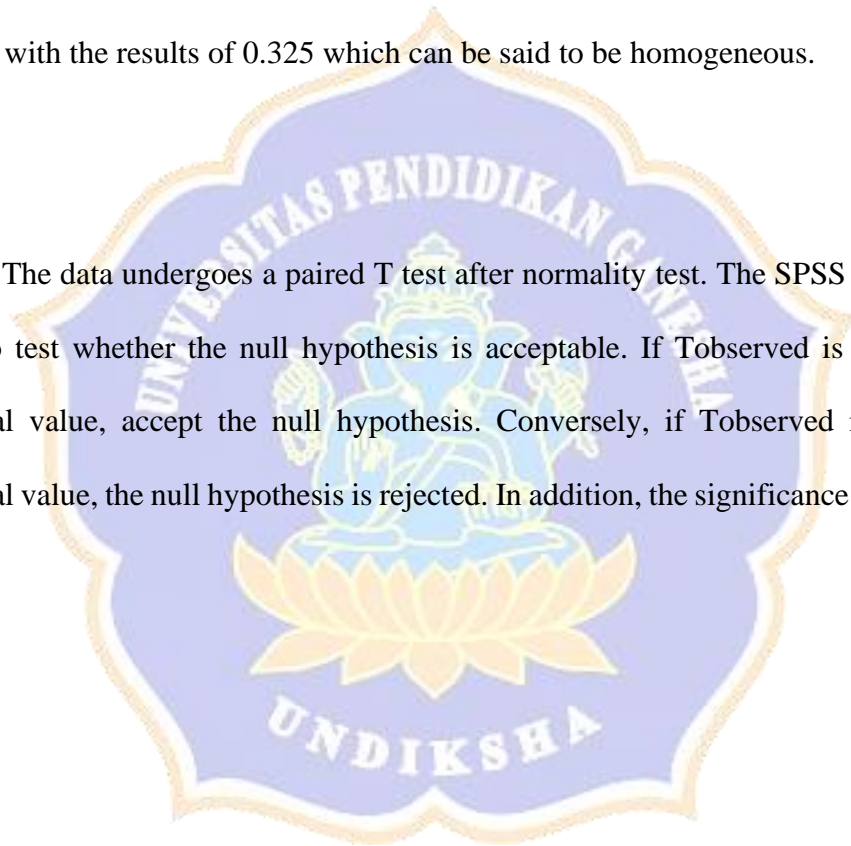 with the results of 0.325 which can be said to be homogeneous.
UNIVERSITAS PENDIDIKAN GANESHA
The data undergoes a paired T test after normality test. The SPSS
test whether the null hypothesis is acceptable. If Tobserved is
value, accept the null hypothesis. Conversely, if Tobserved
value, the null hypothesis is rejected. In addition, the significance
UNDIKSHA